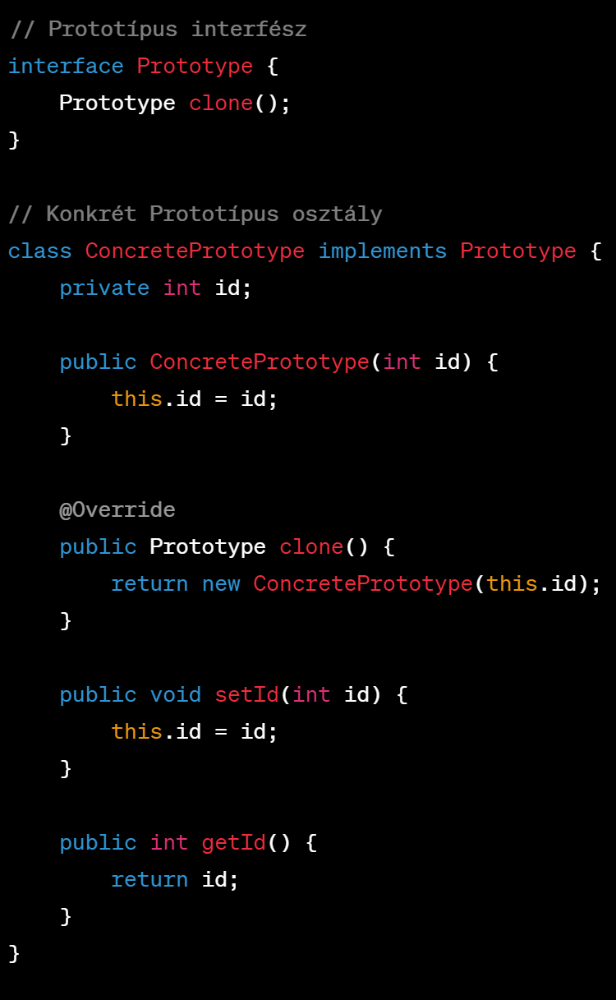 // Prototípus interfész
interface Prototype {
    Prototype clone();
}

// Konkrét Prototípus osztály
class ConcretePrototype implements Prototype {
    private int id;

    public ConcretePrototype(int id) {
        this.id = id;
    }

    @Override
    public Prototype clone() {
        return new ConcretePrototype(this.id);
    }

    public void setId(int id) {
        this.id = id;
    }

    public int getId() {
        return id;
    }
}